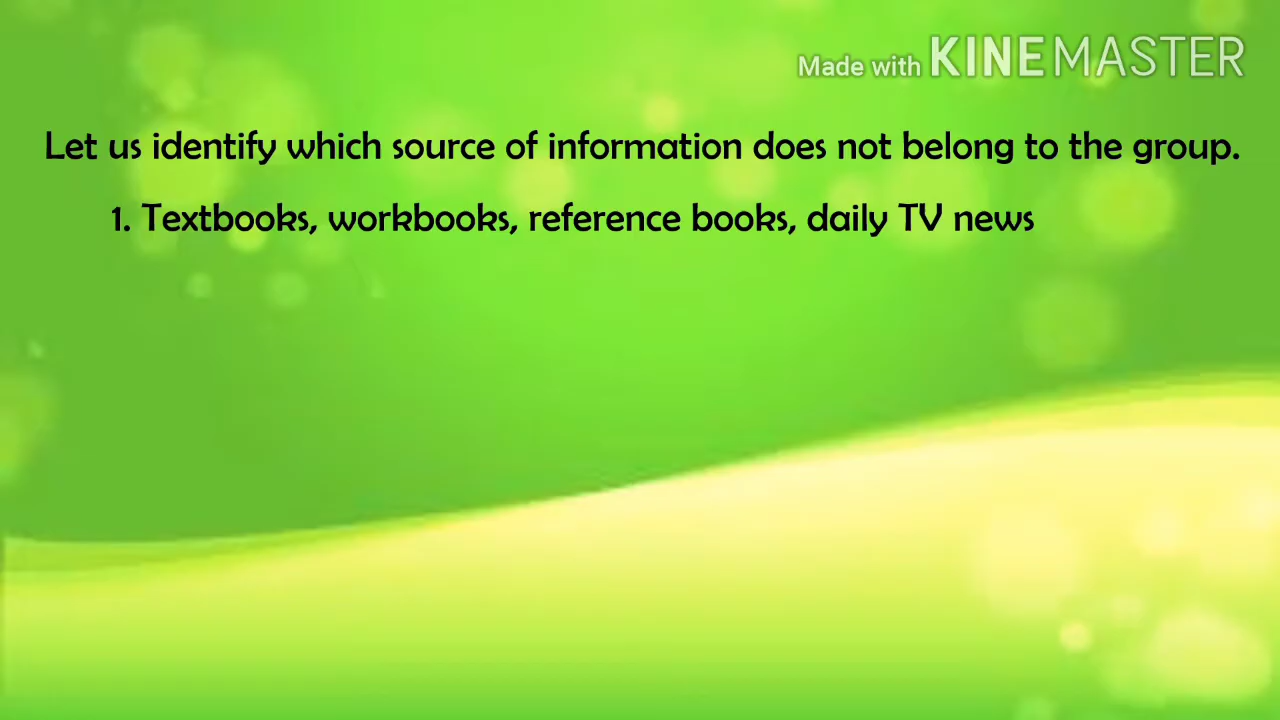 Made with KINEMASTER
Let us identify which source of information does not belong to the group.
1. Textbooks, workbooks, reference books, daily TV news